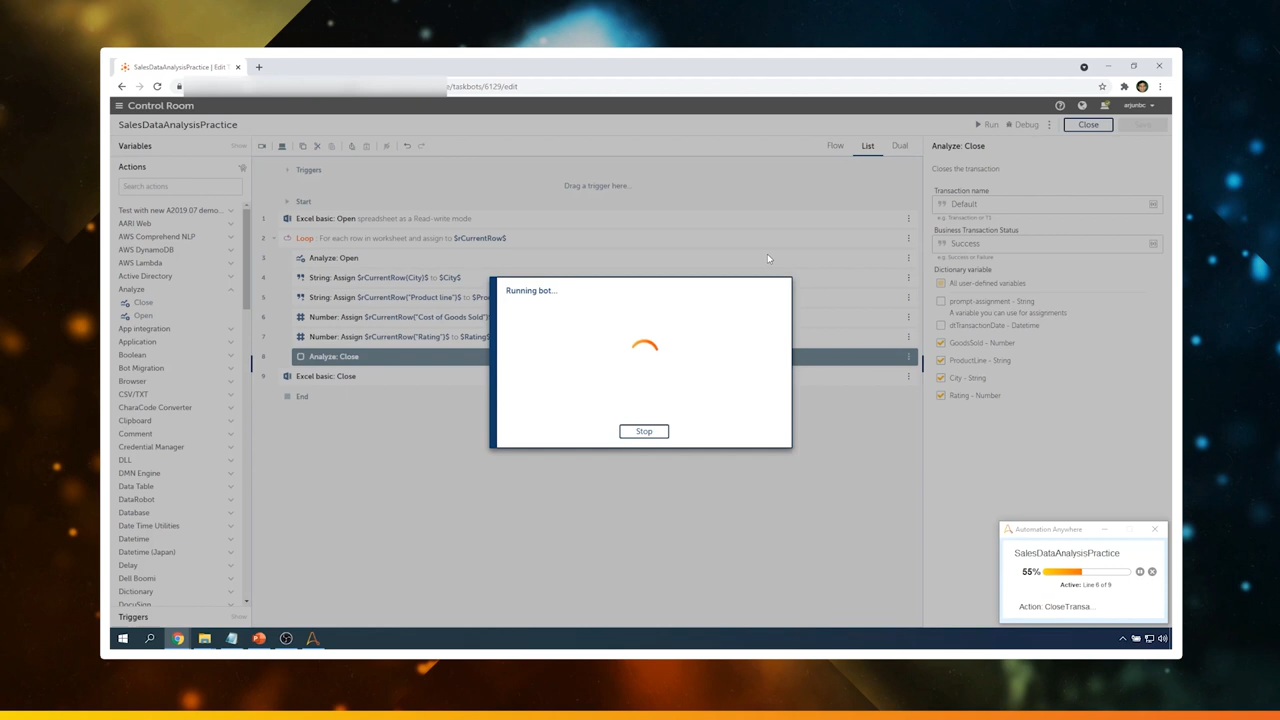 SalesDataAnalysisPractice | Edit T
e/taskbots/6129/edit
Control Room
arjunbc
SalesDataAnalysisPractice
Run
Debug
Close
Variables
Show
Flow
List
Dual
Analyze: Close
Actions
Triggers
Closes the transaction
Search actions
Drag a trigger here...
Transaction name
Default
e.g. Transaction or T1
Start
Test with new A2019 07 demo...
1 Excel basic: Open spreadsheet as a Read-write mode
Business Transaction Status
AARI Web
2 Loop : For each row in worksheet and assign to $rCurrentRow$
Success
AWS Comprehend NLP
e.g. Success or Failure
AWS DynamoDB
3 Analyze: Open
Dictionary variable
AWS Lambda
4 String: Assign $rCurrentRow{City}$ to $City$
All user-defined variables
Active Directory
Analyze
5 String: Assign $rCurrentRow{"Product line"}$ to $Pro
prompt-assignment - String
Close
A variable you can use for assignments
Open
6 Number: Assign $rCurrentRow{"Cost of Goods Sold"}$
dtTransactionDate - Datetime
App integration
7 Number: Assign $rCurrentRow{"Rating"}$ to $Rating$
GoodsSold - Number
Application
Boolean
8 Analyze: Close
ProductLine - String
Bot Migration
9 Excel basic: Close
City - String
Browser
End
Rating - Number
CSV/TXT
CharaCode Converter
Clipboard
Comment
Credential Manager
DLL
DMN Engine
Data Table
DataRobot
Database
Date Time Utilities
Datetime
Datetime (Japan)
Delay
Dell Boomi
Dictionary
DocuSign
Triggers
Show
Running bot...
Stop
Automation Anywhere
SalesDataAnalysisPractice
55%
Active: Line 6 of 9
Action: CloseTransa...